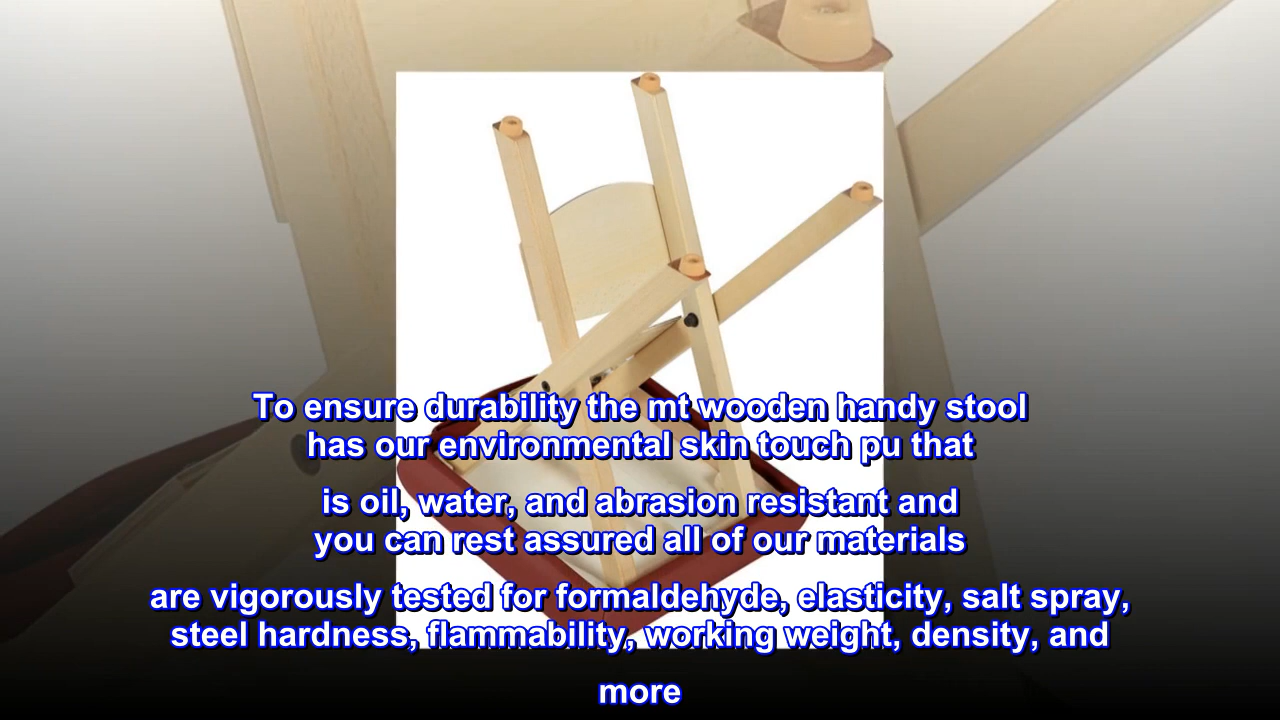 To ensure durability the mt wooden handy stool
has our environmental skin touch pu that
is oil, water, and abrasion resistant and
you can rest assured all of our materials
are vigorously tested for formaldehyde, elasticity, salt spray,
steel hardness, flammability, working weight, density, and
more